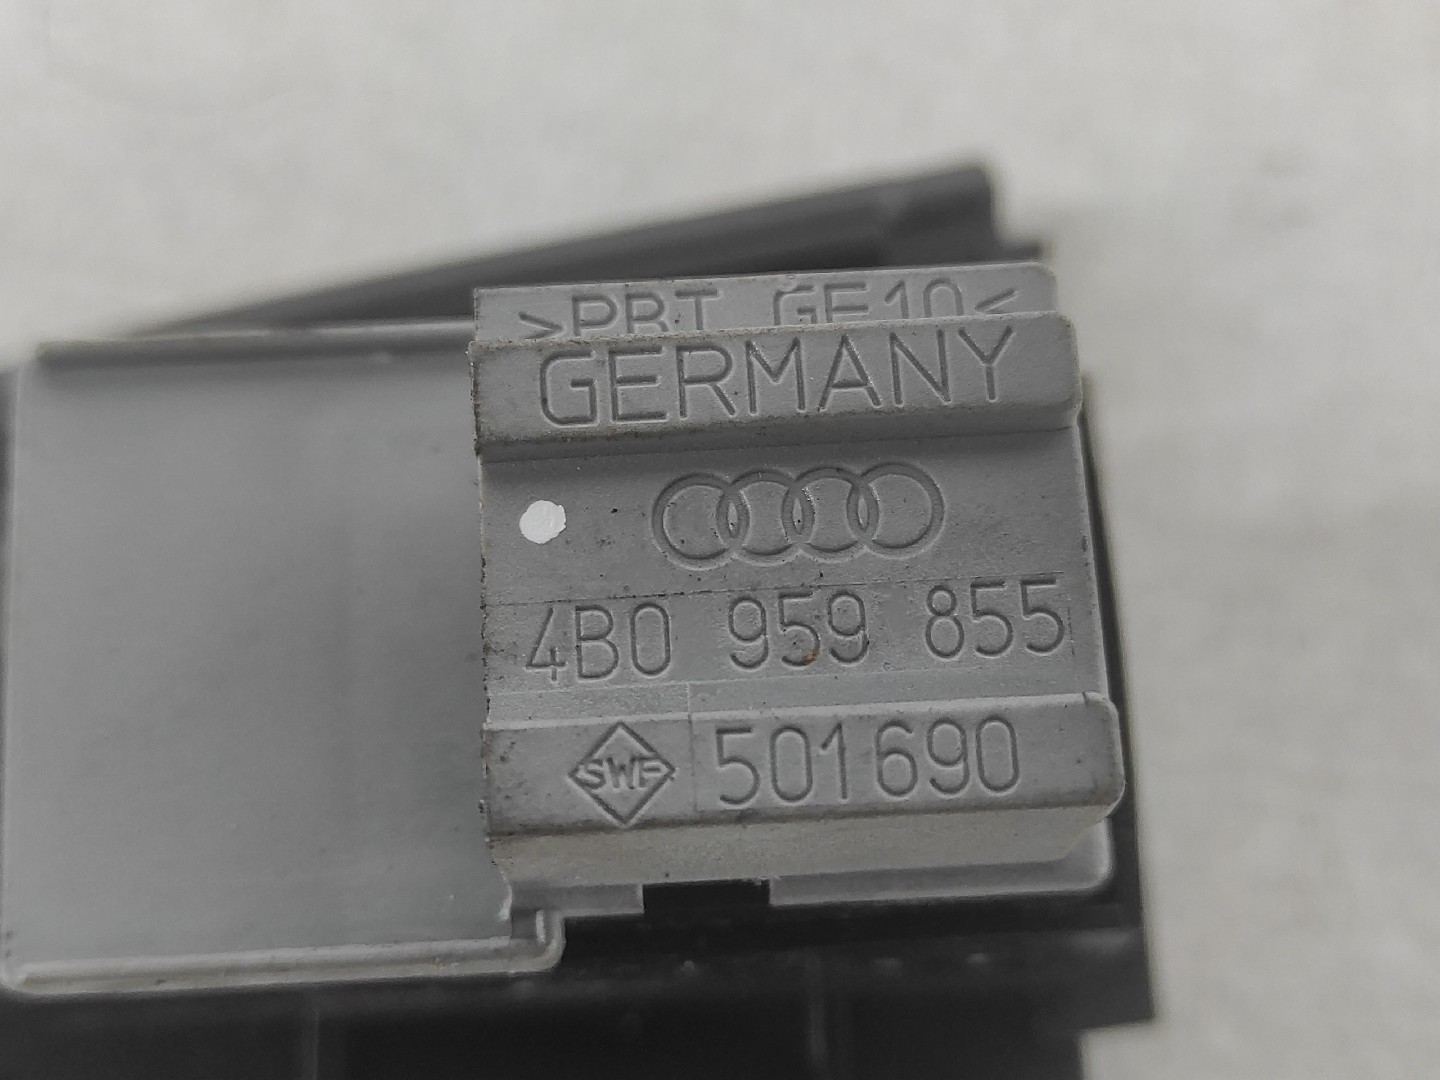 >PBT GF10<
GERMANY
4B0 959 855
SWF 501690